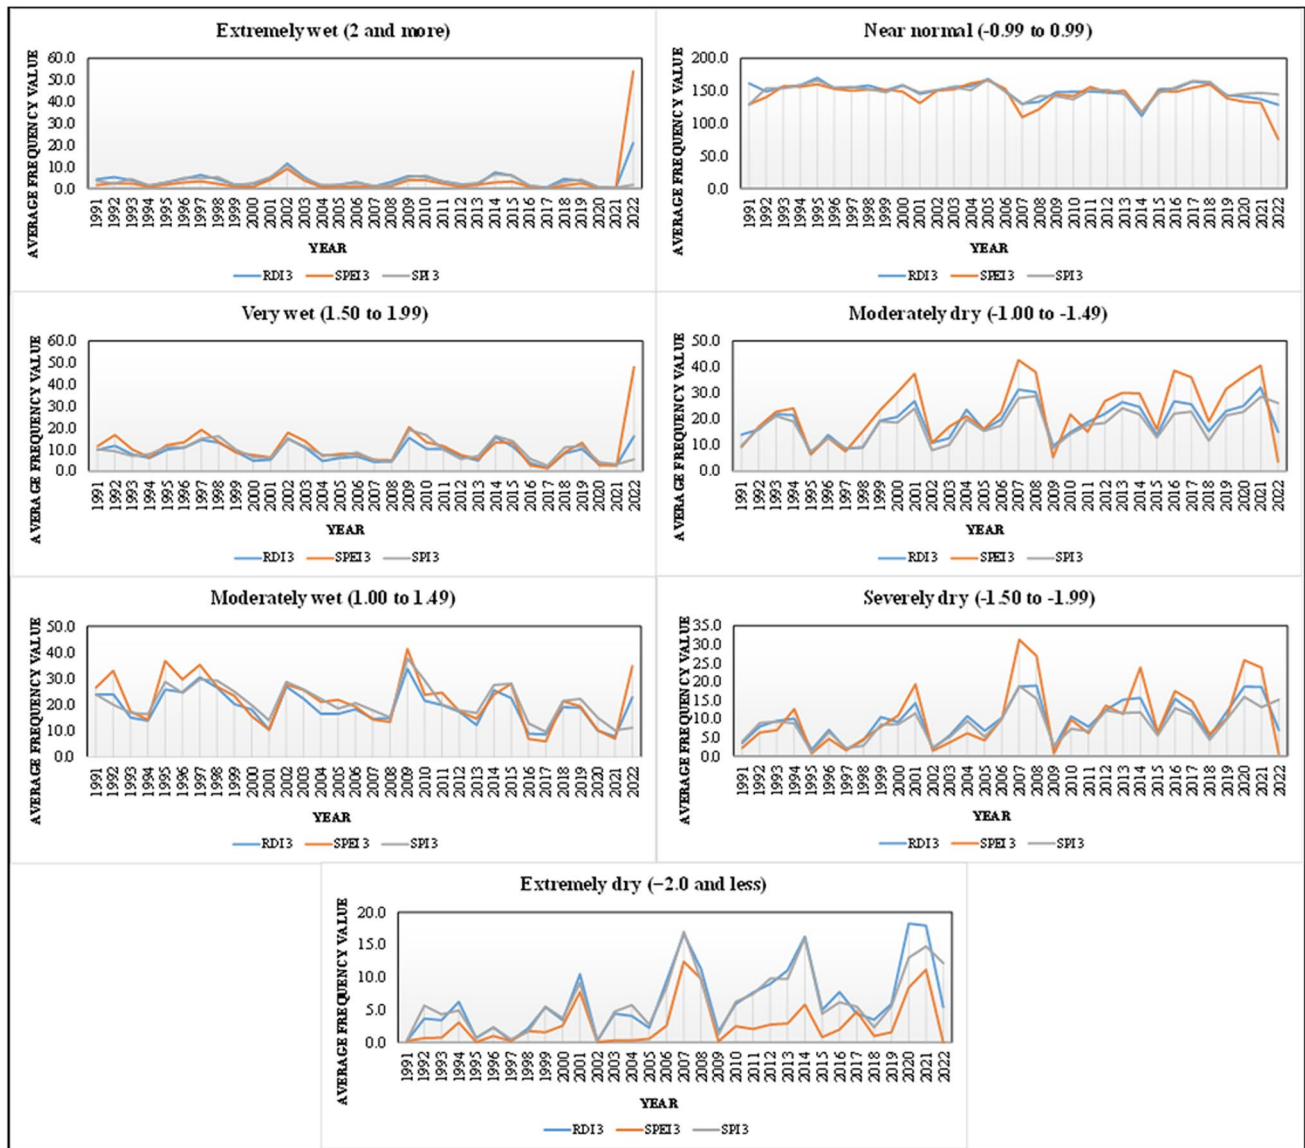 Extremely wet (2 and more)
AVERAGE FREQUENCY VALUE
60.0
50.0
40.0
30.0
20.0
10.0
0.0
1991 1992 1993 1994 1995 1996 1997 1998 1999 2000 2001 2002 2003 2004 2005 2006 2007 2008 2009 2010 2011 2012 2013 2014 2015 2016 2017 2018 2019 2020 2021 2022
YEAR
RDI3 SPEI3 SPI3
Near normal (-0.99 to 0.99)
AVERAGE FREQUENCY VALUE
200.0
150.0
100.0
50.0
0.0
1991 1992 1993 1994 1995 1996 1997 1998 1999 2000 2001 2002 2003 2004 2005 2006 2007 2008 2009 2010 2011 2012 2013 2014 2015 2016 2017 2018 2019 2020 2021 2022
YEAR
RDI3 SPEI3 SPI3
Very wet (1.50 to 1.99)
AVERAGE FREQUENCY VALUE
60.0
50.0
40.0
30.0
20.0
10.0
0.0
1991 1992 1993 1994 1995 1996 1997 1998 1999 2000 2001 2002 2003 2004 2005 2006 2007 2008 2009 2010 2011 2012 2013 2014 2015 2016 2017 2018 2019 2020 2021 2022
YEAR
RDI3 SPEI3 SPI3
Moderately dry (-1.00 to -1.49)
AVERAGE FREQUENCY VALUE
50.0
40.0
30.0
20.0
10.0
0.0
1991 1992 1993 1994 1995 1996 1997 1998 1999 2000 2001 2002 2003 2004 2005 2006 2007 2008 2009 2010 2011 2012 2013 2014 2015 2016 2017 2018 2019 2020 2021 2022
YEAR
RDI3 SPEI3 SPI3
Moderately wet (1.00 to 1.49)
AVERAGE FREQUENCY VALUE
50.0
40.0
30.0
20.0
10.0
0.0
1991 1992 1993 1994 1995 1996 1997 1998 1999 2000 2001 2002 2003 2004 2005 2006 2007 2008 2009 2010 2011 2012 2013 2014 2015 2016 2017 2018 2019 2020 2021 2022
YEAR
RDI3 SPEI3 SPI3
Severely dry (-1.50 to -1.99)
AVERAGE FREQUENCY VALUE
35.0
30.0
25.0
20.0
15.0
10.0
5.0
0.0
1991 1992 1993 1994 1995 1996 1997 1998 1999 2000 2001 2002 2003 2004 2005 2006 2007 2008 2009 2010 2011 2012 2013 2014 2015 2016 2017 2018 2019 2020 2021 2022
YEAR
RDI3 SPEI3 SPI3
Extremely dry (−2.0 and less)
AVERAGE FREQUENCY VALUE
20.0
15.0
10.0
5.0
0.0
1991 1992 1993 1994 1995 1996 1997 1998 1999 2000 2001 2002 2003 2004 2005 2006 2007 2008 2009 2010 2011 2012 2013 2014 2015 2016 2017 2018 2019 2020 2021 2022
YEAR
RDI3 SPEI3 SPI3